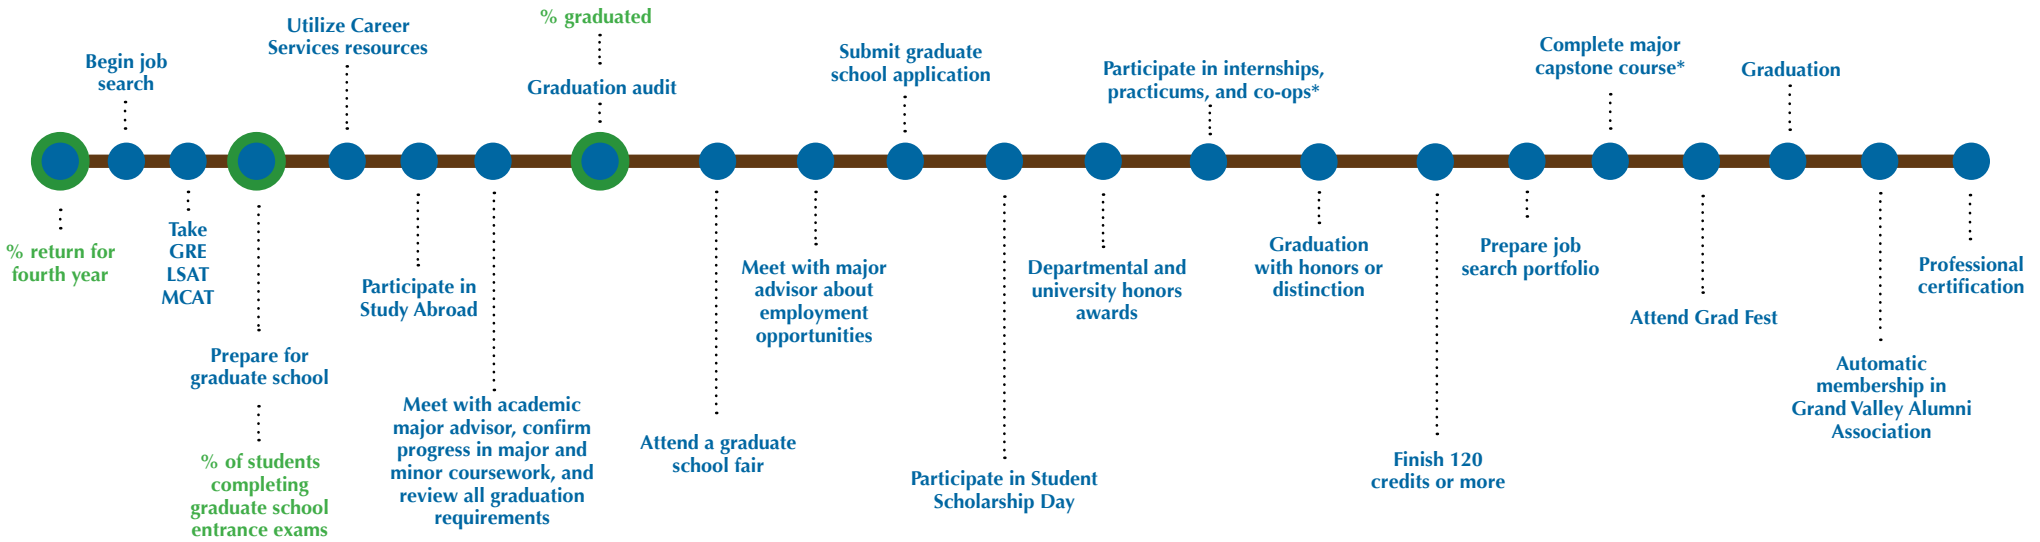 % return for
fourth year
Begin job
search
Take
GRE
LSAT
MCAT
Prepare for
graduate school
% of students
completing
graduate school
entrance exams
Utilize Career
Services resources
Participate in
Study Abroad
Meet with academic
major advisor, confirm
progress in major and
minor coursework, and
review all graduation
requirements
% graduated
Graduation audit
Attend a graduate
school fair
Meet with major
advisor about
employment
opportunities
Submit graduate
school application
Participate in Student
Scholarship Day
Departmental and
university honors
awards
Participate in internships,
practicums, and co-ops*
Graduation
with honors or
distinction
Finish 120
credits or more
Prepare job
search portfolio
Complete major
capstone course*
Attend Grad Fest
Graduation
Automatic
membership in
Grand Valley Alumni
Association
Professional
certification